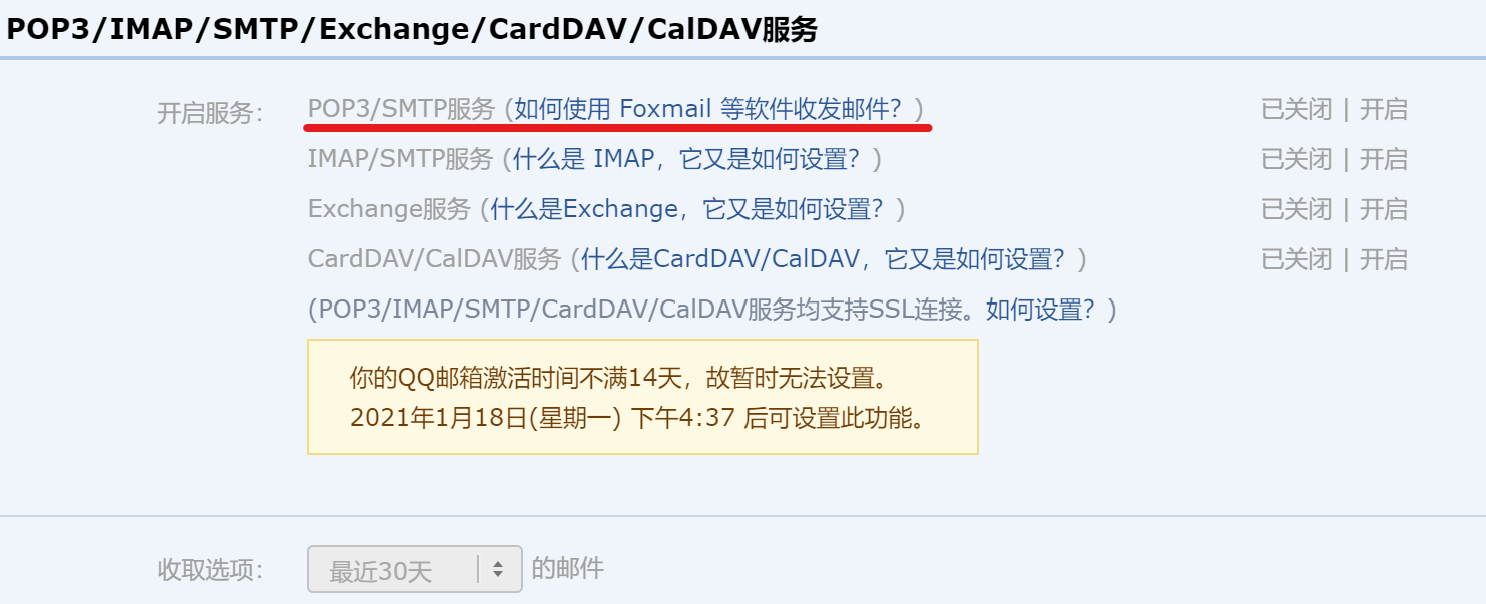 POP3/IMAP/SMTP/Exchange/CardDAV/CalDAV服务
开启服务： POP3/SMTP服务 (如何使用 Foxmail 等软件收发邮件？) 已关闭 | 开启
IMAP/SMTP服务 (什么是 IMAP，它又是如何设置？) 已关闭 | 开启
Exchange服务 (什么是Exchange，它又是如何设置？) 已关闭 | 开启
CardDAV/CalDAV服务 (什么是CardDAV/CalDAV，它又是如何设置？) 已关闭 | 开启
(POP3/IMAP/SMTP/CardDAV/CalDAV服务均支持SSL连接。如何设置？)
你的QQ邮箱激活时间不满14天，故暂时无法设置。
2021年1月18日(星期一) 下午4:37 后可设置此功能。
收取选项： 最近30天 的邮件